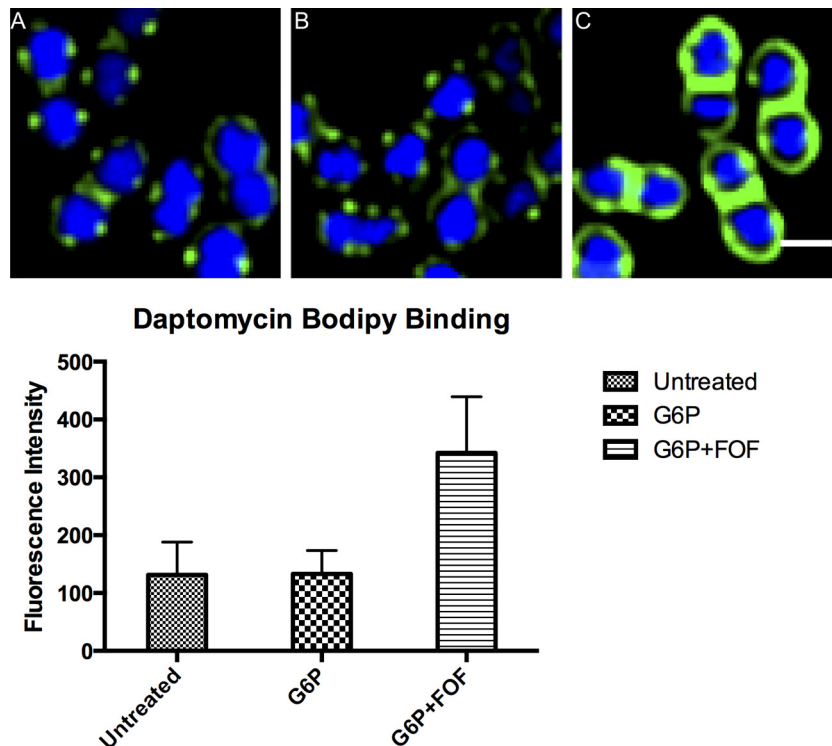 A
B
C
Daptomycin Bodipy Binding
Fluorescence Intensity
500
400
300
200
100
0
Untreated
G6P
G6P+FOF
Untreated
G6P
G6P+FOF